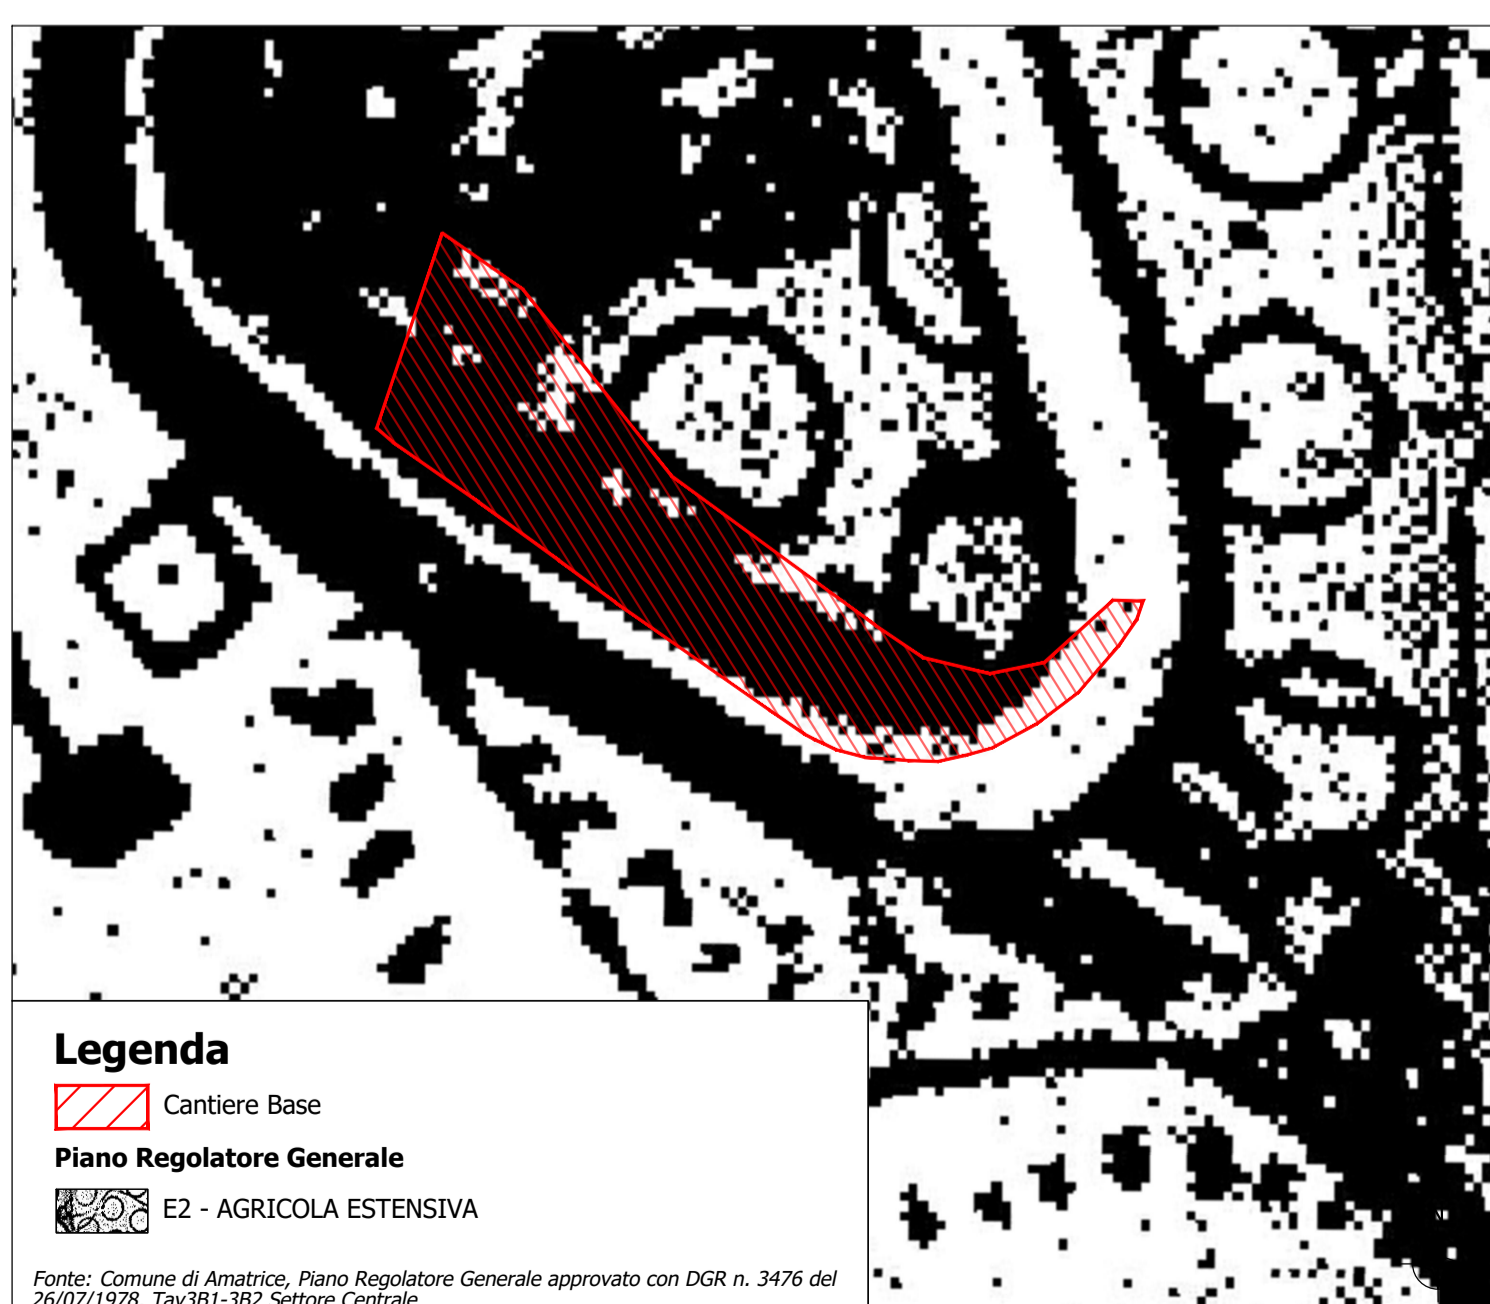 Legenda
Cantiere Base
Piano Regolatore Generale
E2 - AGRICOLA ESTENSIVA
Fonte: Comune di Amatrice, Piano Regolatore Generale approvato con DGR n. 3476 del
26/07/1978, Tav3B1-3B2 Settore Centrale